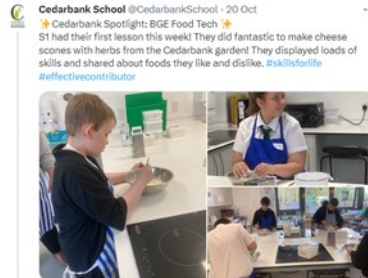 Cedarbank School @CedarbankSchool · 20 Oct
✨Cedarbank Spotlight: BGE Food Tech ✨
S1 had their first lesson this week! They did fantastic to make cheese
scones with herbs from the Cedarbank garden! They displayed loads of
skills and shared about foods they like and dislike. #skillsforlife
#effectivecontributor